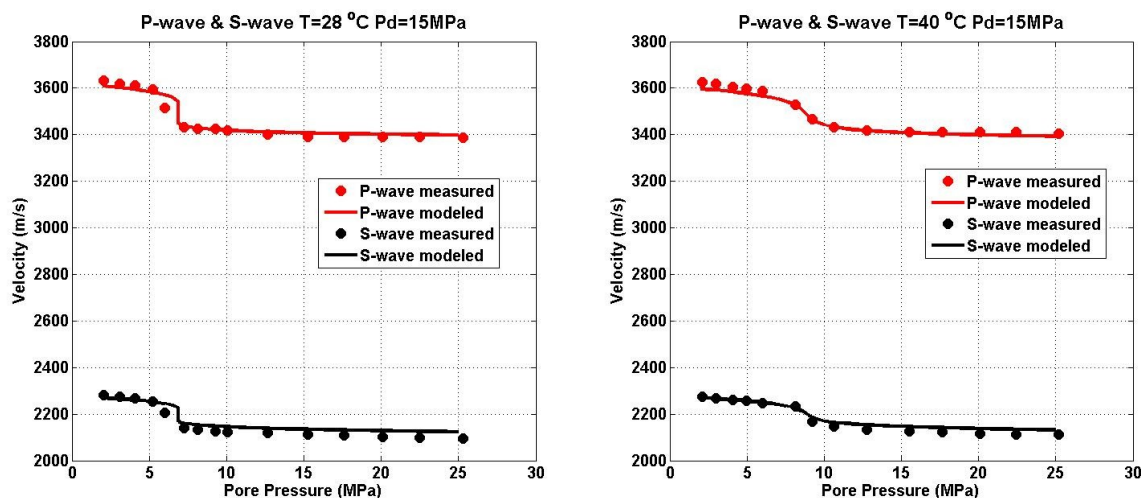 P-wave & S-wave T=28 °C Pd=15MPa
3800
3600
3400
3200
3000
2800
2600
2400
2200
2000
Velocity (m/s)
P-wave measured
P-wave modeled
S-wave measured
S-wave modeled
0 5 10 15 20 25 30
Pore Pressure (MPa)
P-wave & S-wave T=40 °C Pd=15MPa
3800
3600
3400
3200
3000
2800
2600
2400
2200
2000
Velocity (m/s)
P-wave measured
P-wave modeled
S-wave measured
S-wave modeled
0 5 10 15 20 25 30
Pore Pressure (MPa)